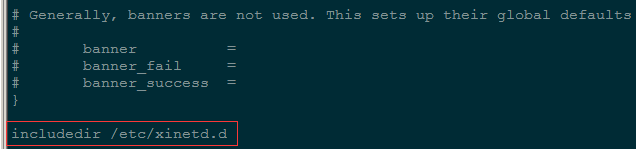 # Generally, banners are not used. This sets up their global defaults
#
#       banner          =
#       banner_fail     =
#       banner_success  =
}
includedir /etc/xinetd.d